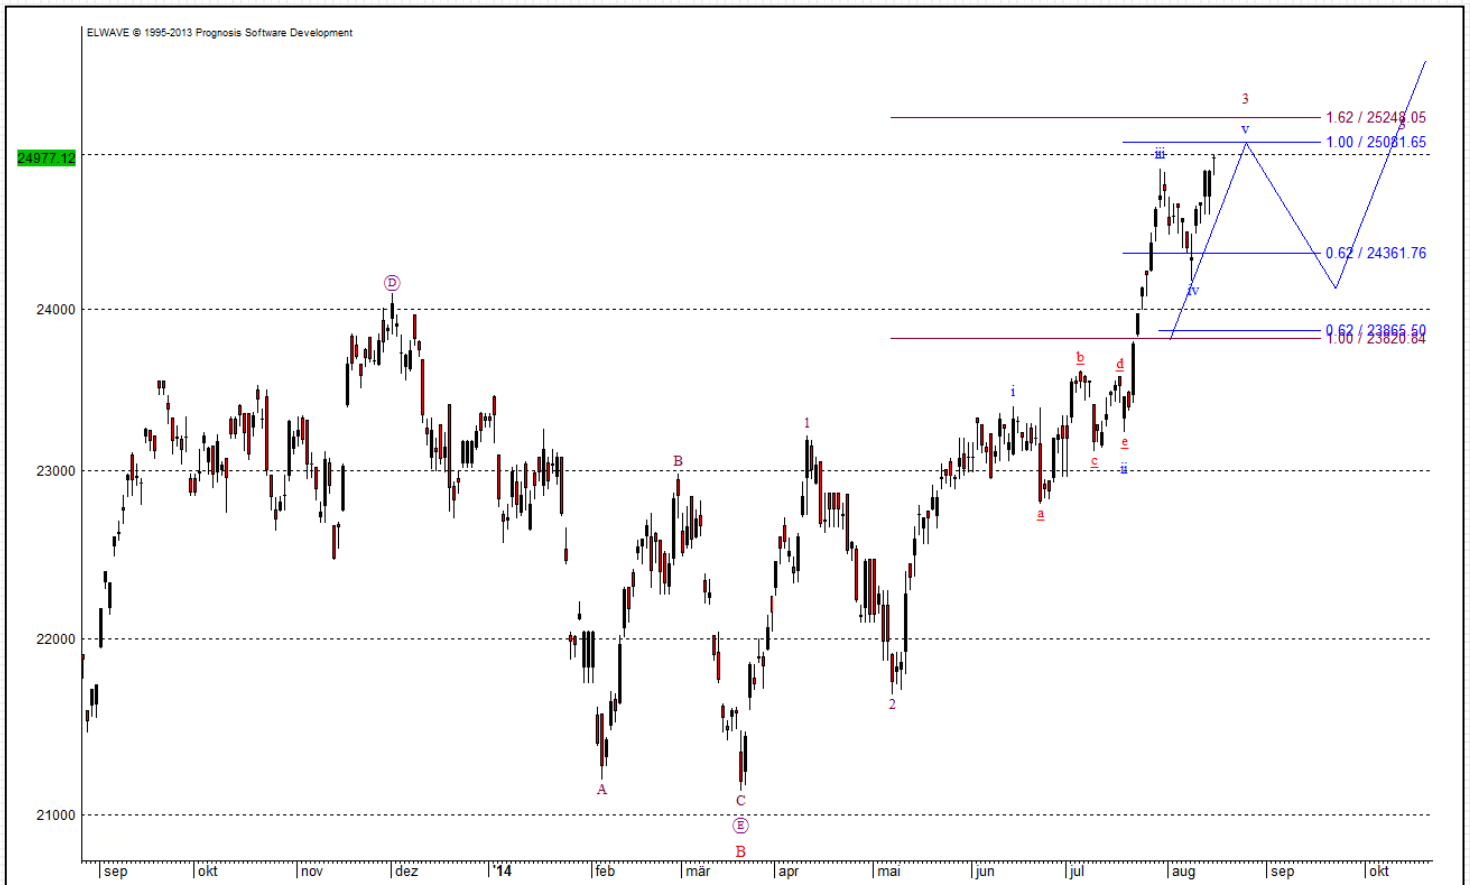 ELWAVE © 1995-2013 Prognosis Software Development
3
1.62 / 25248.05
5
v
1.00 / 25081.65
24977.12
iii
0.62 / 24361.76
D
iv
24000
0.62 / 23865.50
1.00 / 23820.84
b
d
i
1
e
B
c
23000
ii
a
2
22000
A
C
21000
E
B
sep okt nov dez '14 feb mär apr mai jun jul aug sep okt